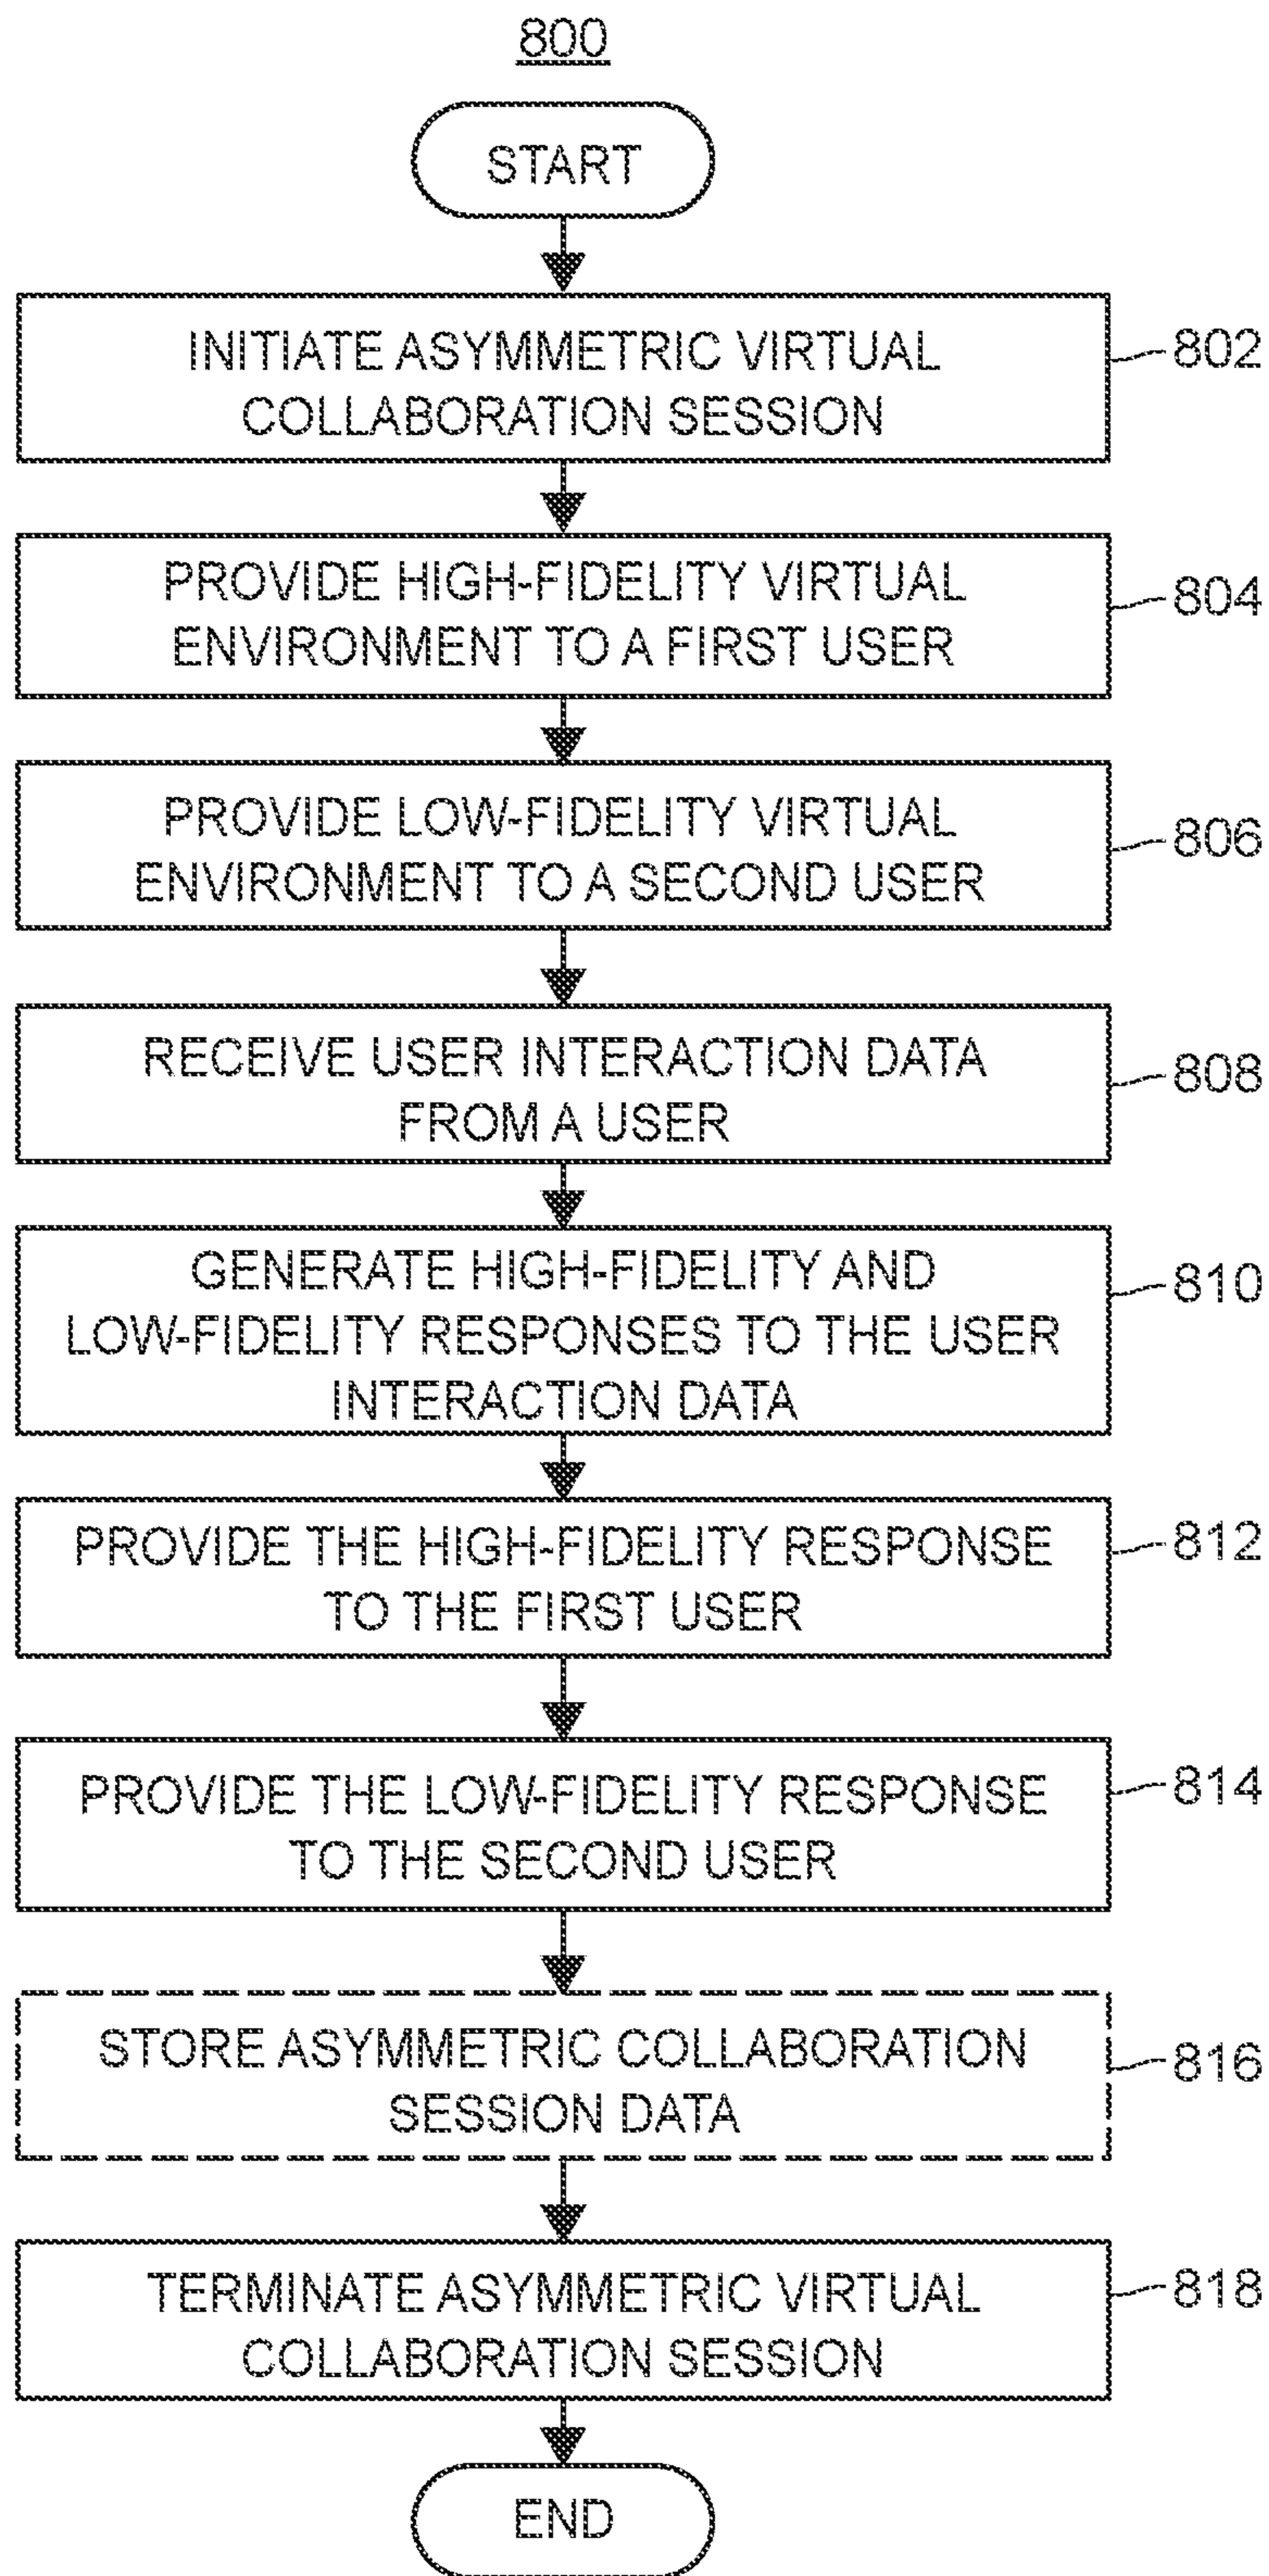 800
START
INITIATE ASYMMETRIC VIRTUAL
COLLABORATION SESSION
802
PROVIDE HIGH-FIDELITY VIRTUAL
ENVIRONMENT TO A FIRST USER
804
PROVIDE LOW-FIDELITY VIRTUAL
ENVIRONMENT TO A SECOND USER
806
RECEIVE USER INTERACTION DATA
FROM A USER
808
GENERATE HIGH-FIDELITY AND
LOW-FIDELITY RESPONSES TO THE USER
INTERACTION DATA
810
PROVIDE THE HIGH-FIDELITY RESPONSE
TO THE FIRST USER
812
PROVIDE THE LOW-FIDELITY RESPONSE
TO THE SECOND USER
814
STORE ASYMMETRIC COLLABORATION
SESSION DATA
816
TERMINATE ASYMMETRIC VIRTUAL
COLLABORATION SESSION
818
END